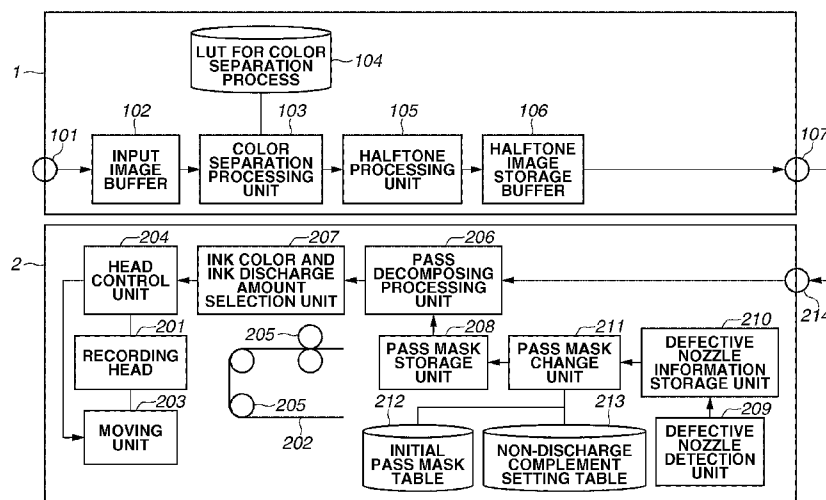 1
101
102
INPUT
IMAGE
BUFFER
LUT FOR COLOR
SEPARATION
PROCESS
104
103
COLOR
SEPARATION
PROCESSING
UNIT
105
HALFTONE
PROCESSING
UNIT
106
HALFTONE
IMAGE
STORAGE
BUFFER
107
2
204
HEAD
CONTROL
UNIT
207
INK COLOR AND
INK DISCHARGE
AMOUNT
SELECTION UNIT
206
PASS
DECOMPOSING
PROCESSING
UNIT
214
201
RECORDING
HEAD
203
MOVING UNIT
205
205
202
208
PASS MASK
STORAGE
UNIT
211
PASS MASK
CHANGE
UNIT
210
DEFECTIVE
NOZZLE
INFORMATION
STORAGE UNIT
209
DEFECTIVE
NOZZLE
DETECTION
UNIT
212
INITIAL
PASS MASK
TABLE
213
NON-DISCHARGE
COMPLEMENT
SETTING TABLE